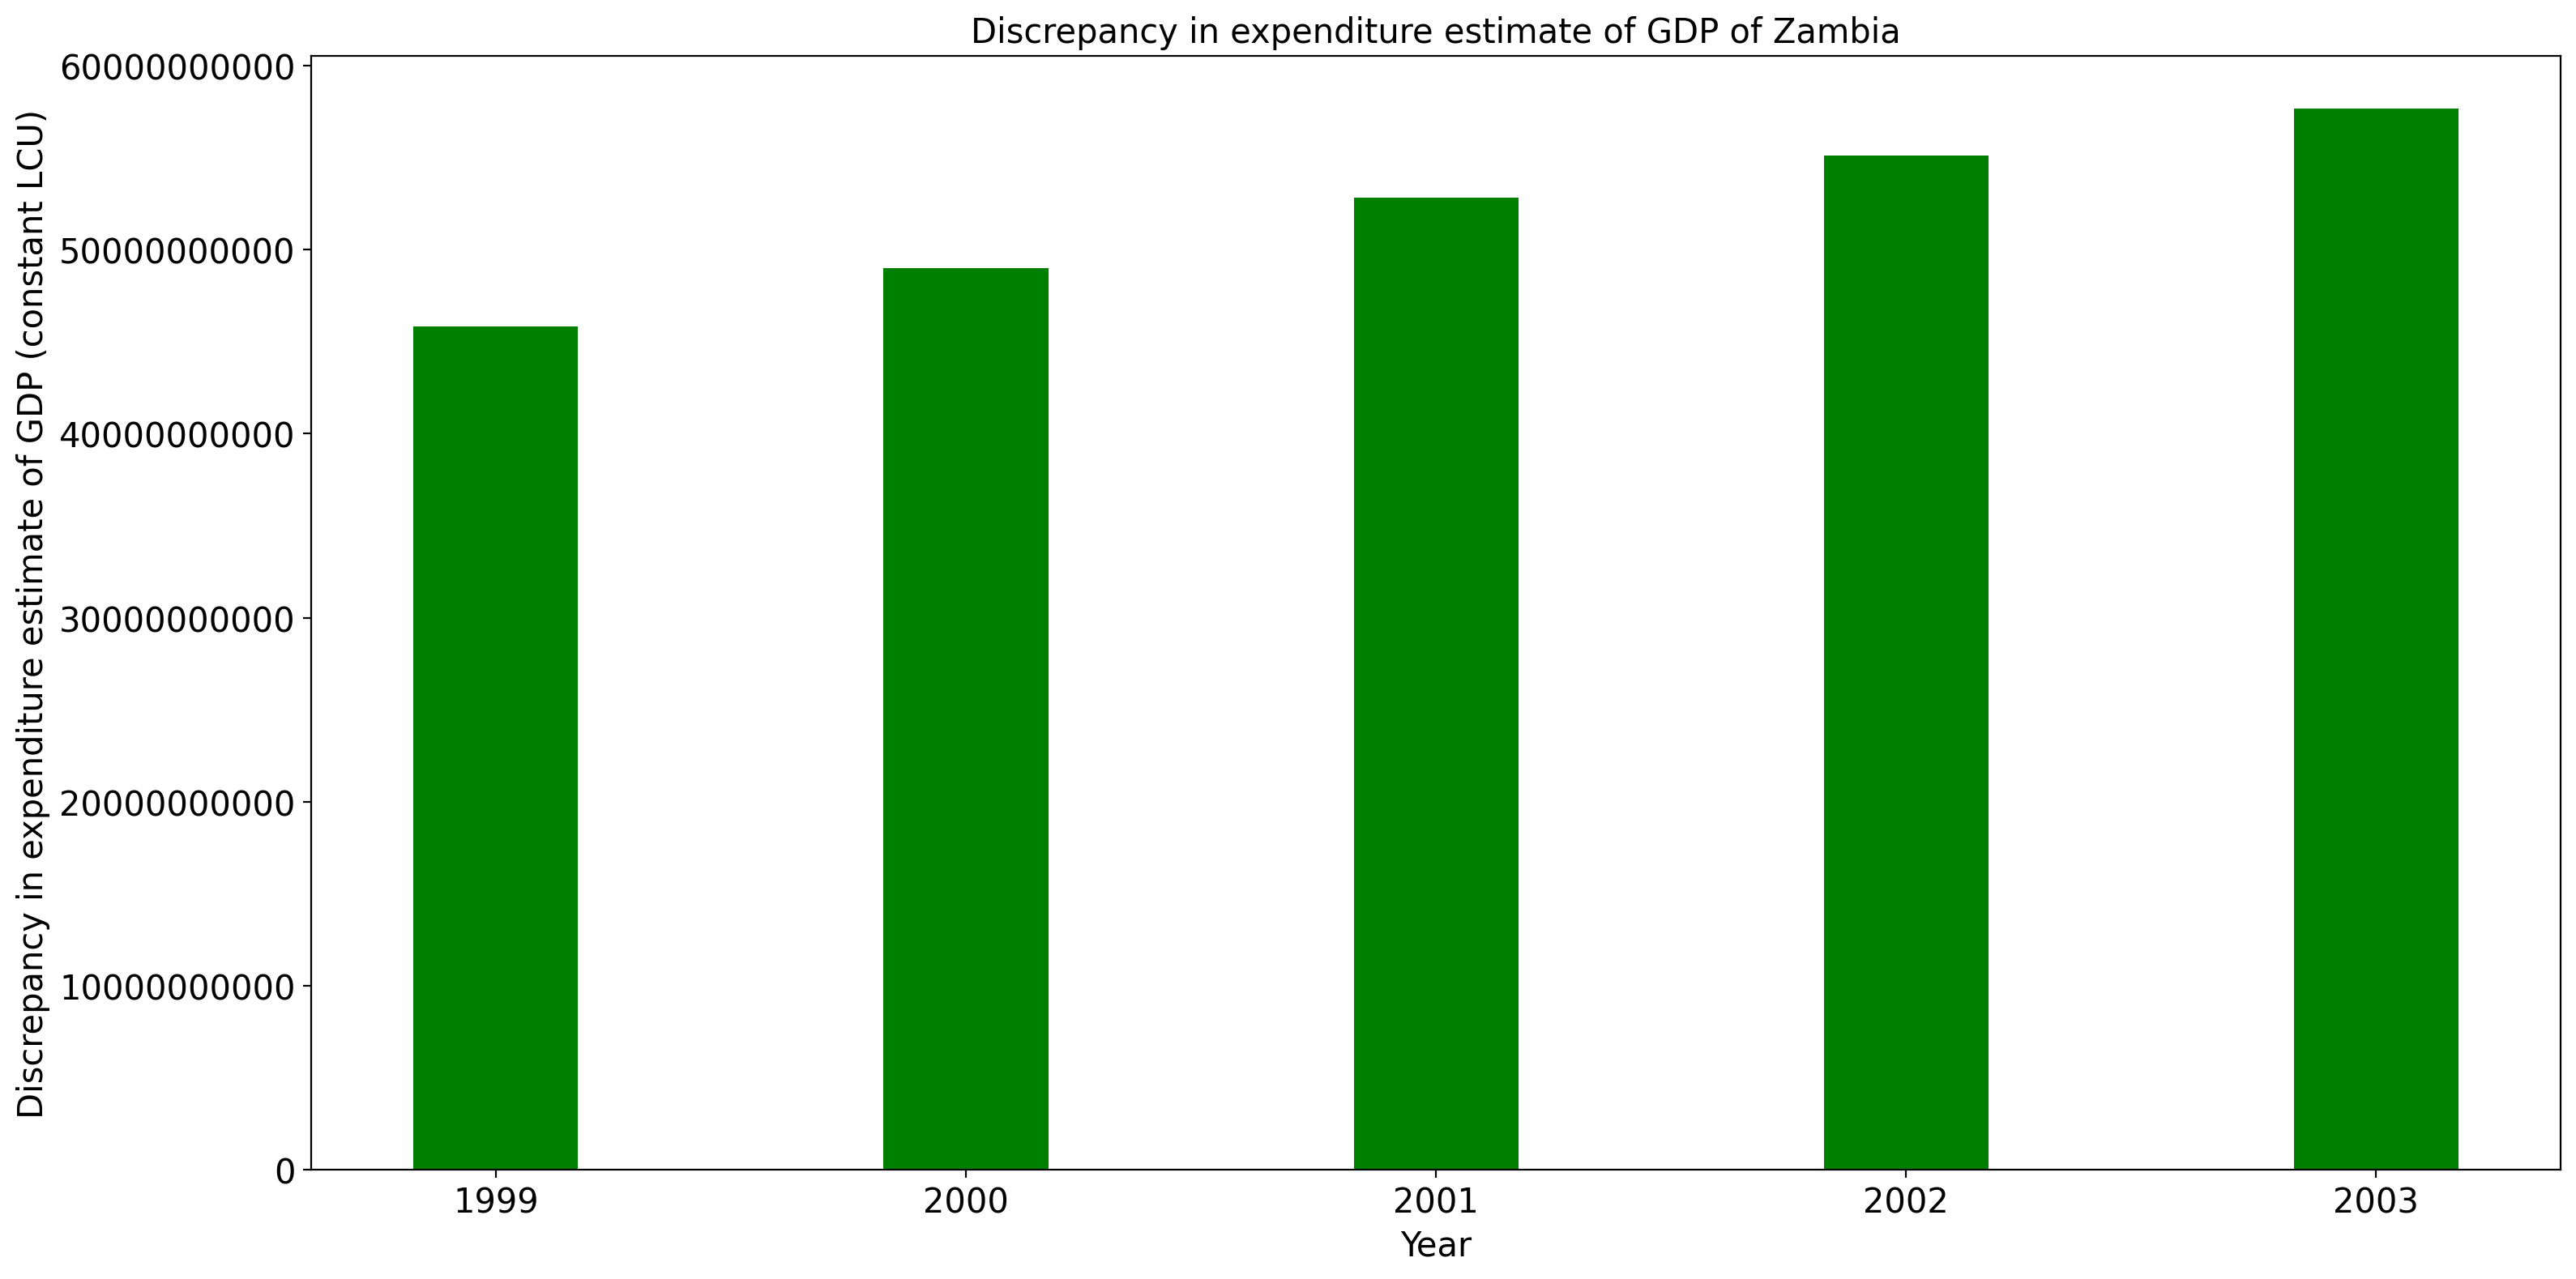 Discrepancy in expenditure estimate of GDP of Zambia
Discrepancy in expenditure estimate of GDP (constant LCU)
60000000000
50000000000
40000000000
30000000000
20000000000
10000000000
0
1999 2000 2001 2002 2003
Year